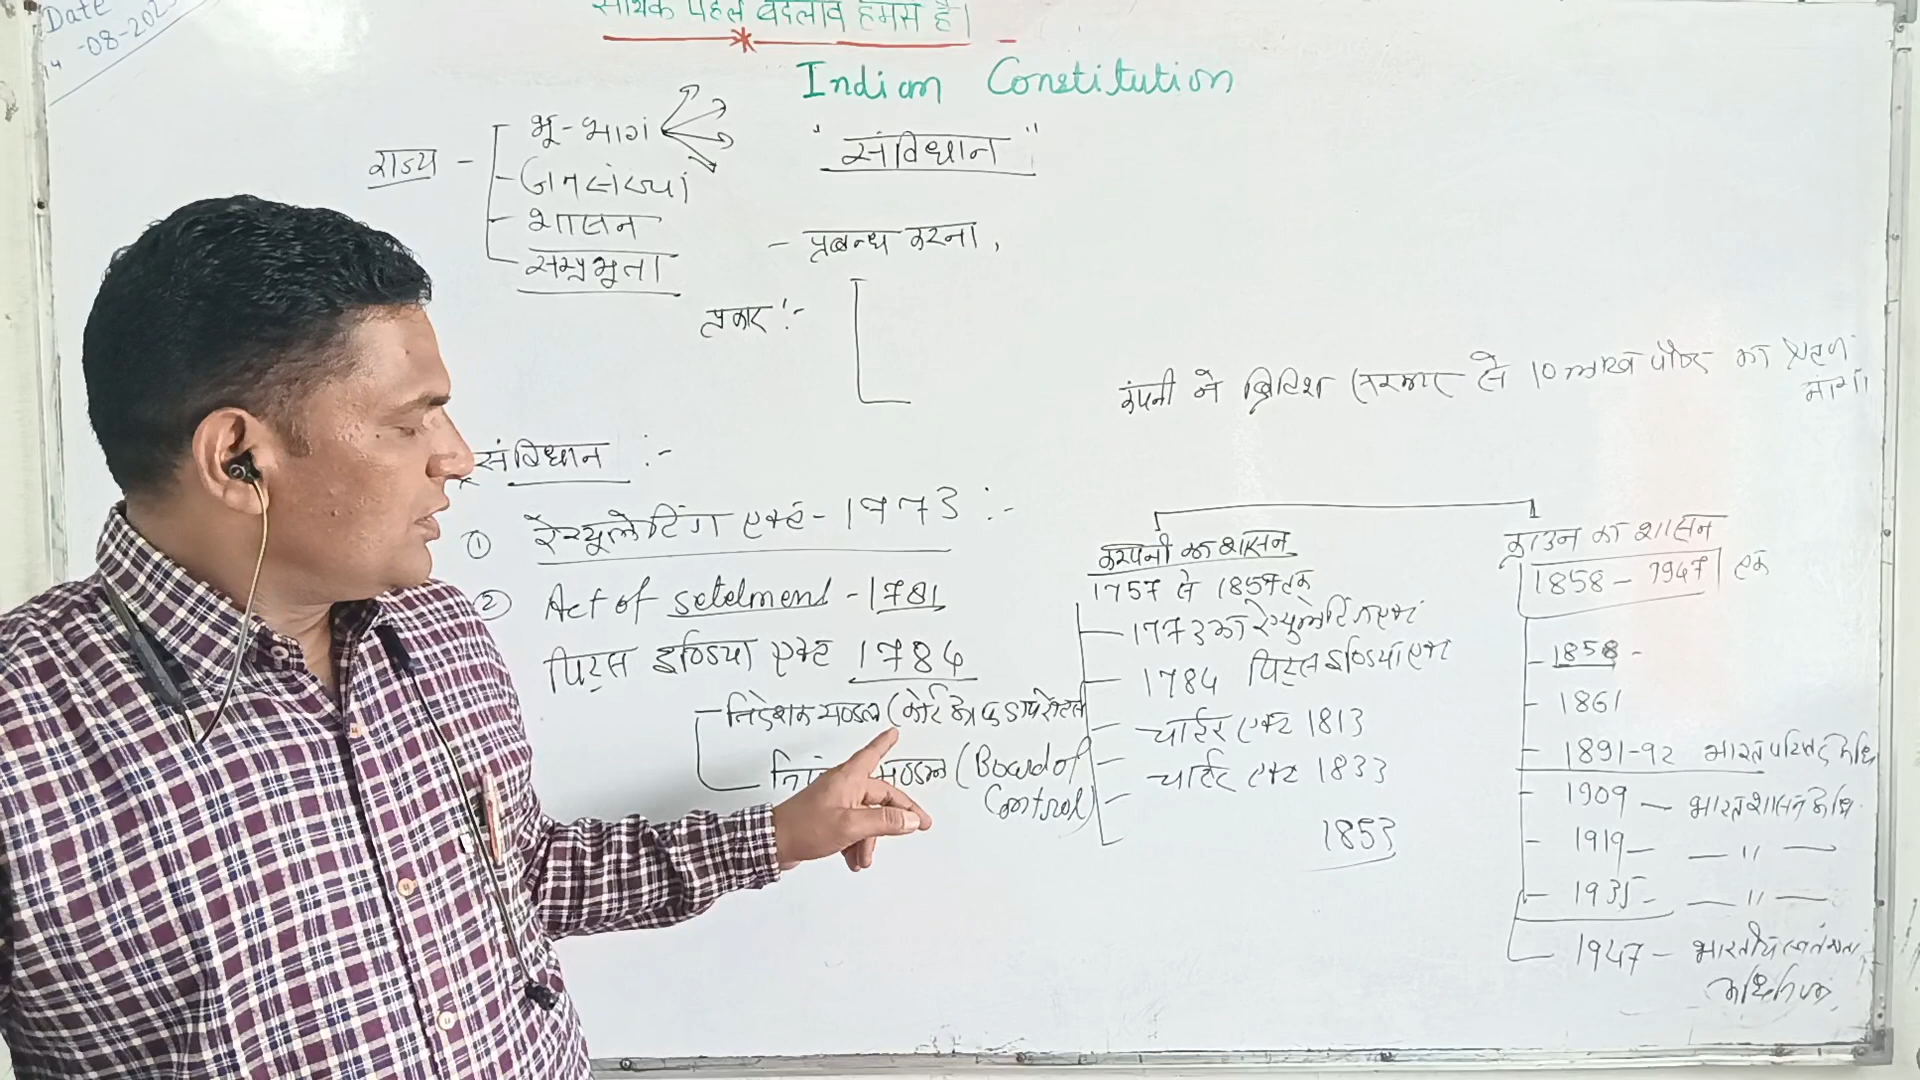 Date
-08-202
सार्थक पहल बदलाव हमसे है।
Indian Constitution
"संविधान"
राज्य -
भू-भाग
जनसंख्या
शासन
सम्प्रभूता
- प्रबन्ध करना,
प्रकार :-
कंपनी ने ब्रिटिश सरकार से 10 लाख पौण्ड का ऋण
मांगा
संविधान :-
① रेग्यूलेटिंग एक्ट - 1773 :-
② Act of setelment - 1781
पिट्स इण्डिया एक्ट 1784
निदेशक मण्डल (कोर्ट ऑफ डायरेक्टर्स
मण्डल (Board of
Control)
कम्पनी का शासन
1757 से 1857 तक
1773 का रेग्यूलेटिंग एक्ट
1784 पिट्स इण्डिया एक्ट
चार्टर एक्ट 1813
चार्टर एक्ट 1833
1853
क्राउन का शासन
1858 - 1947 तक
1858 -
1861
1891-92 भारत परिषद अधि
1909 - भारत शासन अधि.
1919 - — 11 —
1935 - — 11 —
1947 - भारतीय स्वतंत्रता
अधिनियम